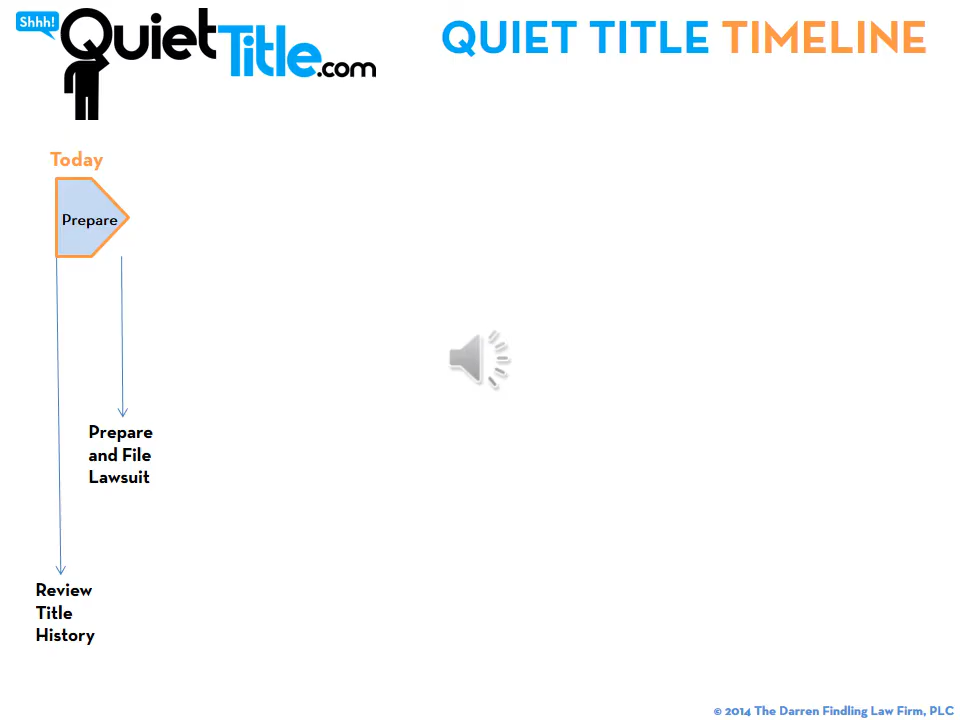 Shhh!
QuietTitle.com
QUIET TITLE TIMELINE
Today
Prepare
Prepare
and File
Lawsuit
Review
Title
History
© 2014 The Darren Findling Law Firm, PLC